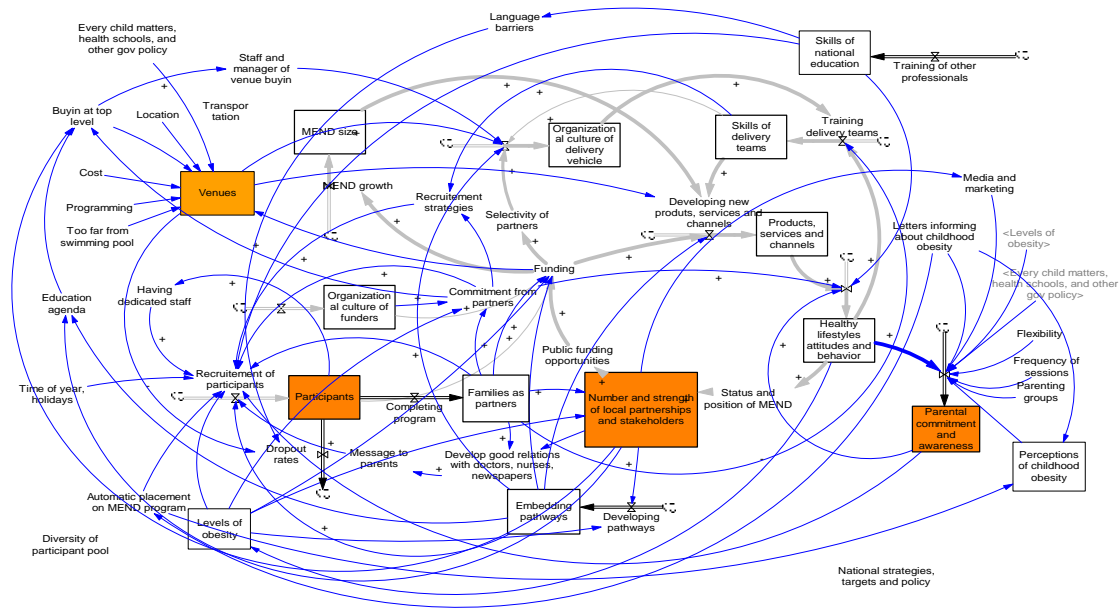 Language
barriers
Every child matters,
health schools, and
other gov policy
Staff and
manager of
venue buyin
Skills of
national
education
Training of other
professionals
Buyin at top
level
Location
Transpor
tation
MEND size
Organization
al culture of
delivery
vehicle
Skills of
delivery
teams
Training
delivery teams
Cost
Venues
MEND growth
Recruitement
strategies
Selectivity of
partners
Developing new
produts, services and
channels
Products,
services and
channels
Media and
marketing
Programming
Too far from
swimming pool
Letters informing
about childhood
obesity
<Levels of
obesity>
Funding
<Every child matters,
health schools, and other
gov policy>
Education
agenda
Having
dedicated staff
Organization
al culture of
funders
Commitment from
partners
Healthy
lifestyles
attitudes and
behavior
Flexibility
Public funding
opportunities
Frequency of
sessions
Parenting
groups
Time of year,
holidays
Recruitment of
participants
Participants
Completing
program
Families as
partners
Number and strength
of local partnerships
and stakeholders
Status and
position of MEND
Parental
commitment
and
awareness
Dropout
rates
Message to
parents
Develop good relations
with doctors, nurses,
newspapers
Perceptions
of childhood
obesity
Automatic placement
on MEND program
Levels of
obesity
Embedding
pathways
Developing
pathways
Diversity of
participant pool
National strategies,
targets and policy